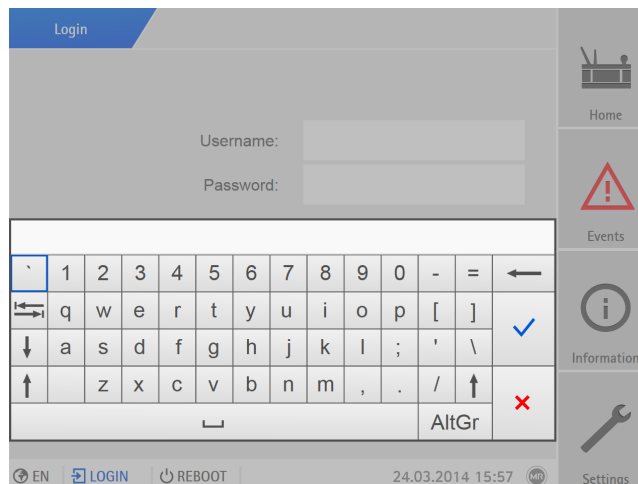 Login
Home
Username:
Password:
Events
` 1 2 3 4 5 6 7 8 9 0 - =
q w e r t y u i o p [ ]
a s d f g h j k l ; ' \
z x c v b n m , . /
AltGr
Information
EN LOGIN REBOOT 24.03.2014 15:57 MR
Settings